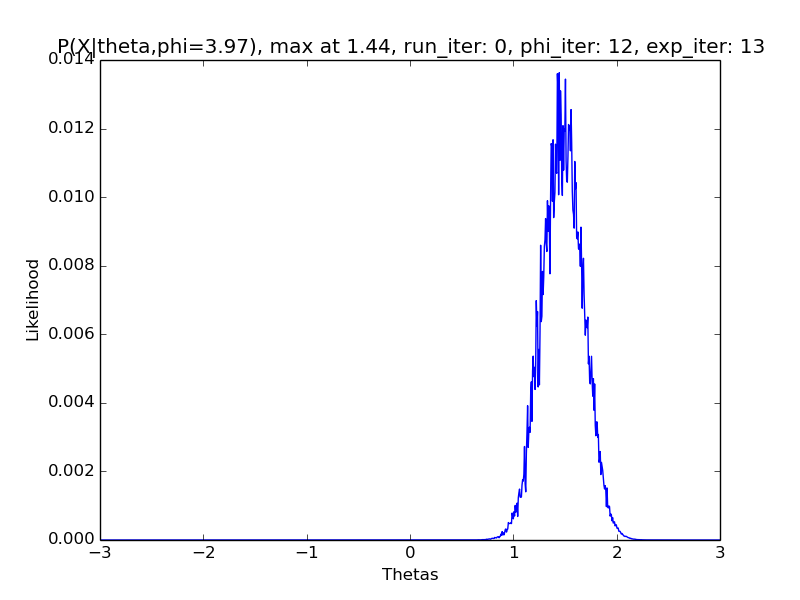 P(X|theta,phi=3.97), max at 1.44, run_iter: 0, phi_iter: 12, exp_iter: 13
0.014
0.012
0.010
0.008
0.006
0.004
0.002
0.000
Likelihood
−3 −2 −1 0 1 2 3
Thetas